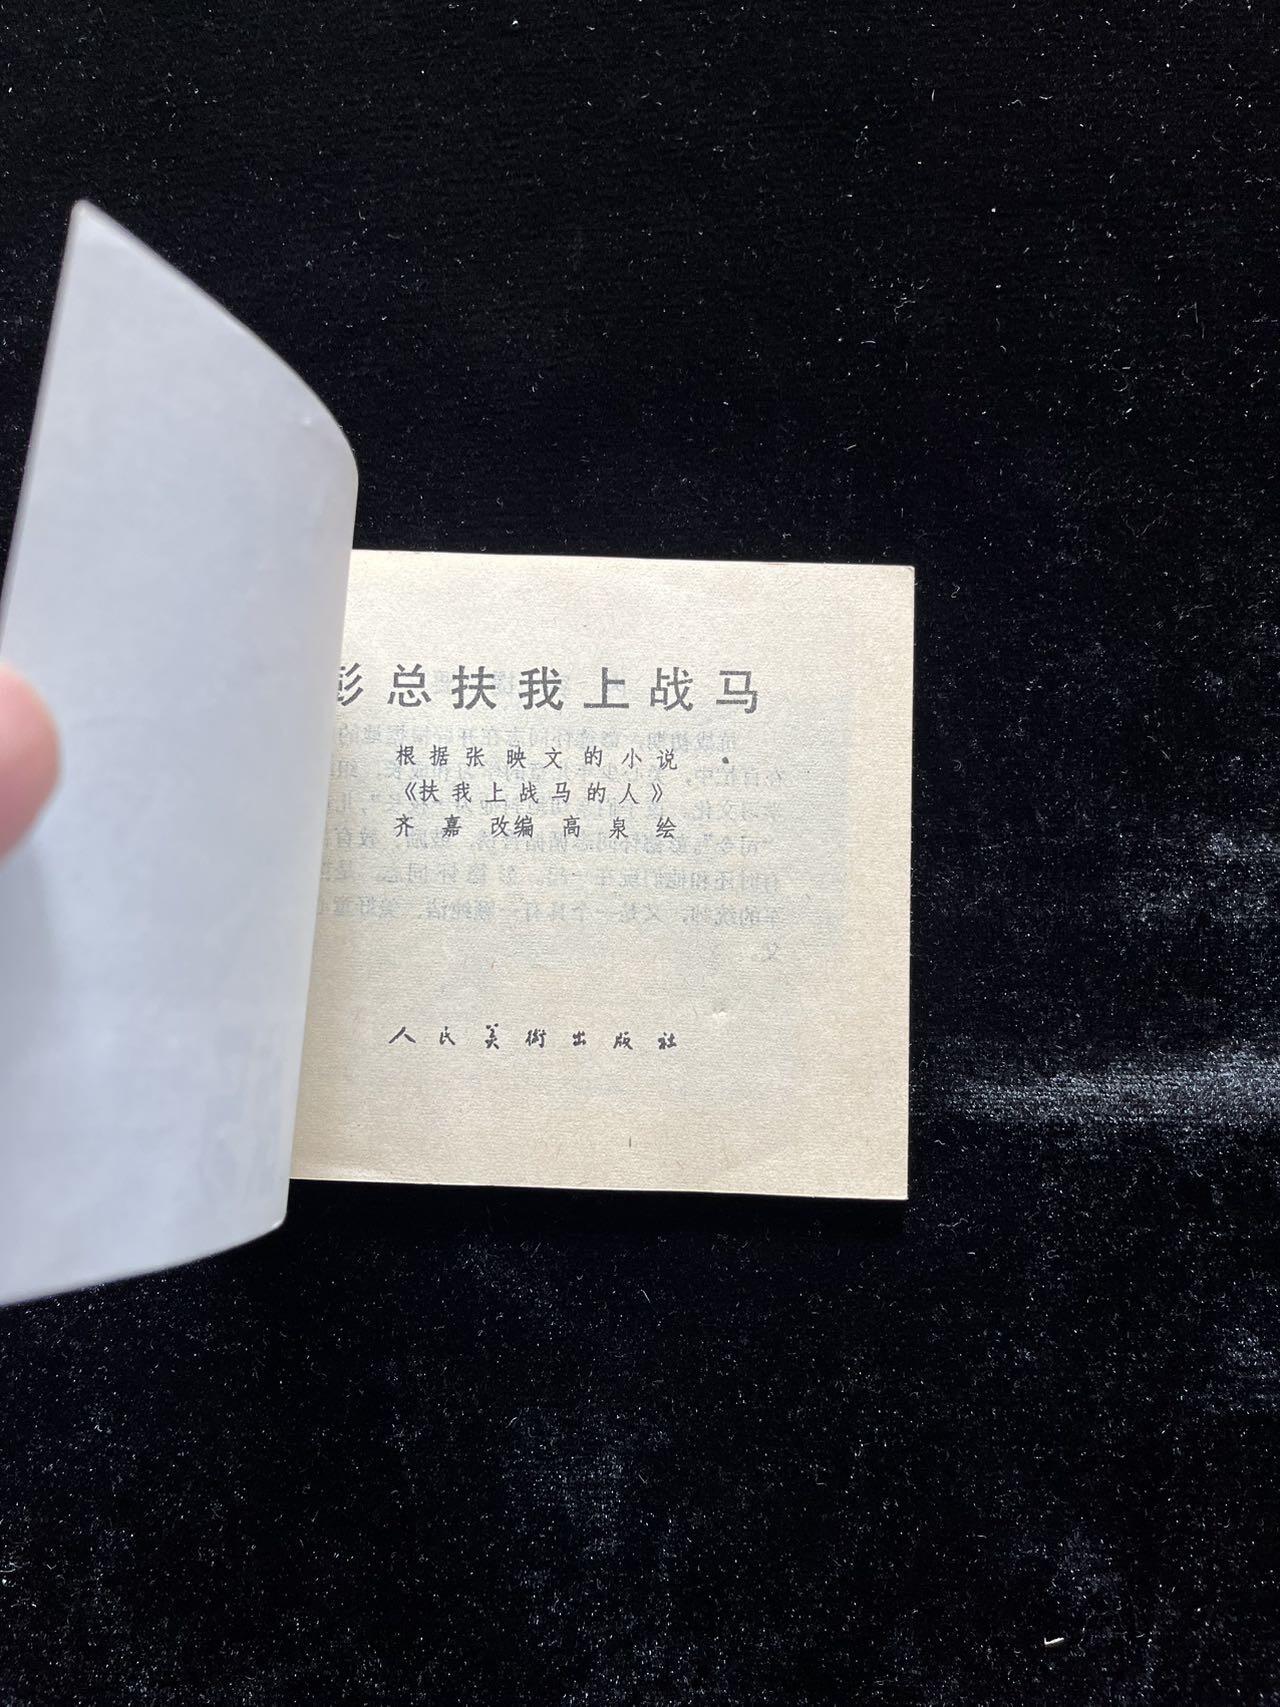 彭总扶我上战马
根据张映文的小说
《扶我上战马的人》
齐嘉 改编 高泉 绘
人民美術出版社